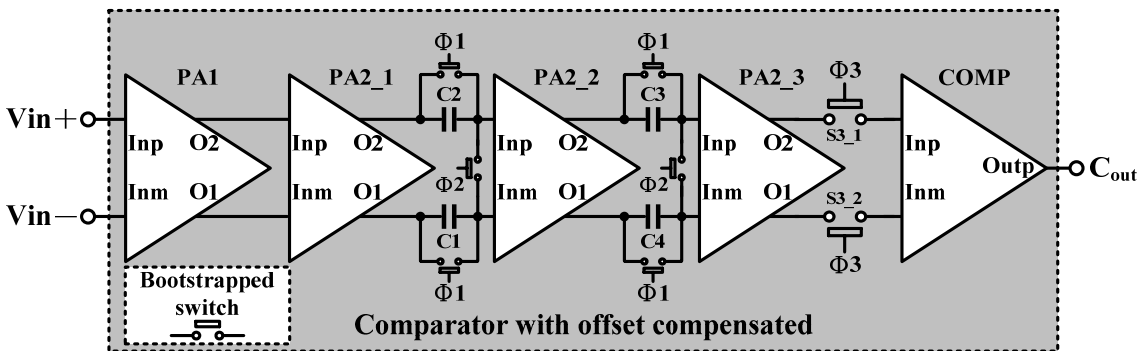 Φ1 Φ1
PA1 PA2_1 PA2_2 PA2_3 Φ3 COMP
C2 C3
Vin+ S3_1
Inp O2 Inp O2 Inp O2 Inp O2 Inp
Φ2 Φ2 Outp Cout
Inm O1 Inm O1 Inm O1 Inm O1 Inm
S3_2
Vin−
C1 C4
Φ3
Bootstrapped
switch
Φ1 Φ1
Comparator with offset compensated